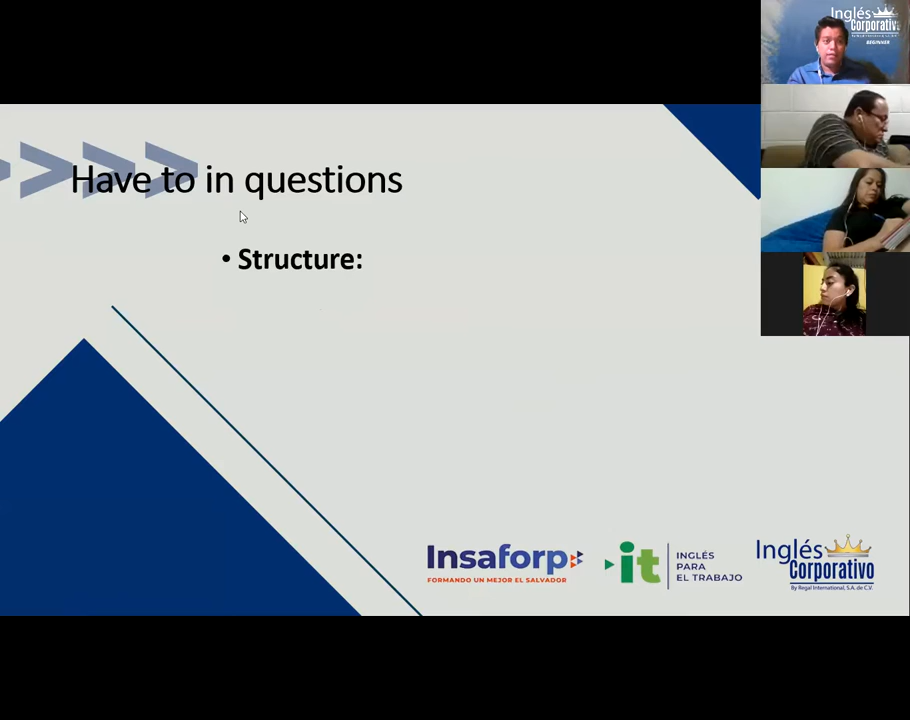 Inglés
Corporativo
BEGINNER
>>>>
Have to in questions
• Structure:
Insaforp
FORMANDO UN MEJOR EL SALVADOR
it
INGLÉS
PARA
EL TRABAJO
Inglés
Corporativo
By Regal International, S.A. de C.V.